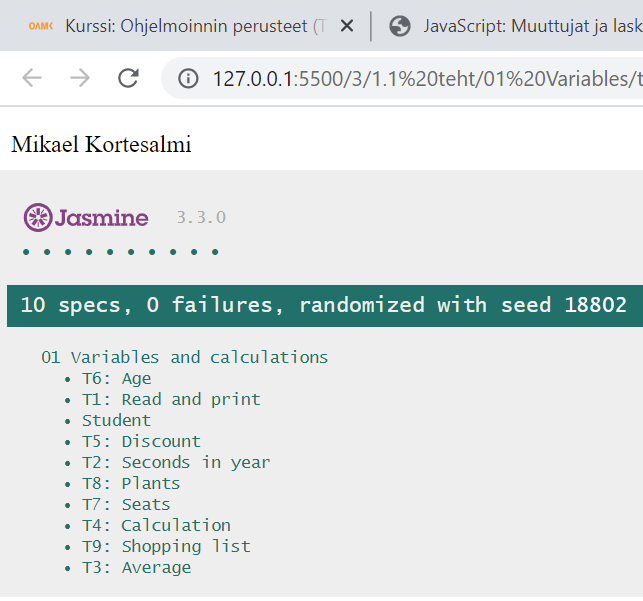 OAMK Kurssi: Ohjelmoinnin perusteet (T JavaScript: Muuttujat ja lask
127.0.0.1:5500/3/1.1%20teht/01%20Variables/t
Mikael Kortesalmi
Jasmine 3.3.0
• • • • • • • • • •
10 specs, 0 failures, randomized with seed 18802
01 Variables and calculations
• T6: Age
• T1: Read and print
• Student
• T5: Discount
• T2: Seconds in year
• T8: Plants
• T7: Seats
• T4: Calculation
• T9: Shopping list
• T3: Average